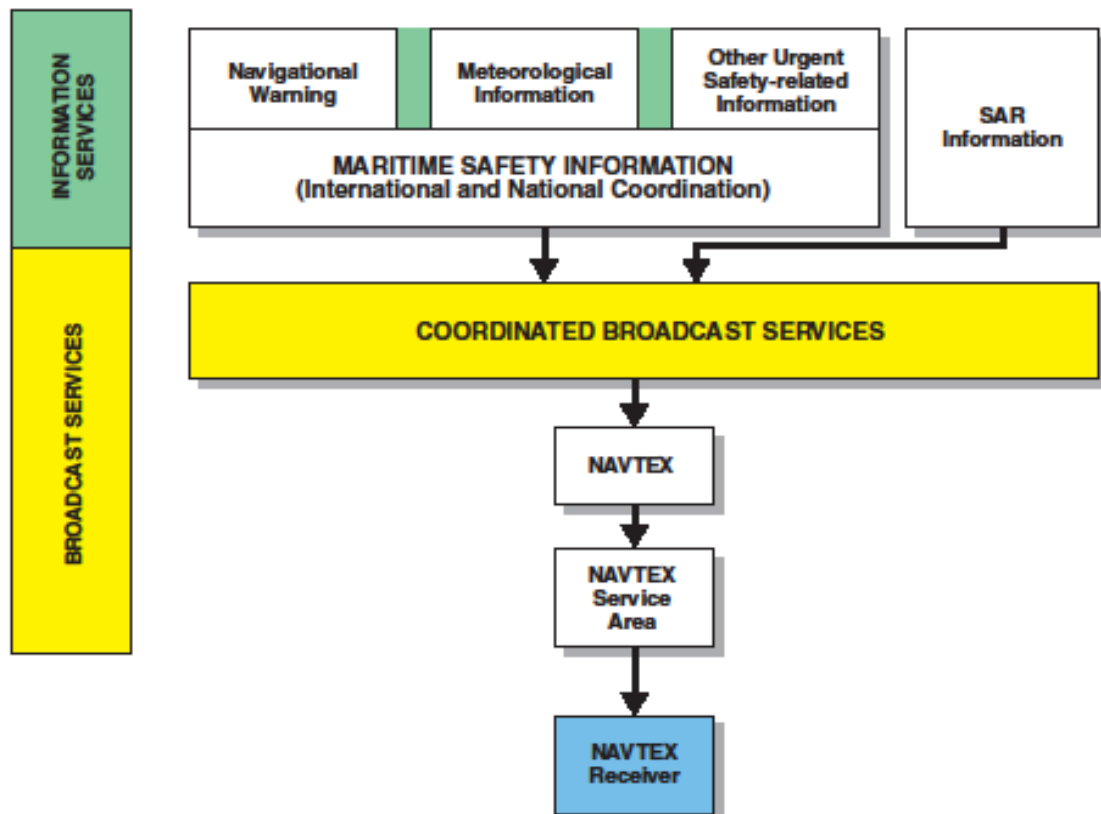 INFORMATION
SERVICES
Navigational
Warning
Meteorological
Information
Other Urgent
Safety-related
Information
SAR
Information
MARITIME SAFETY INFORMATION
(International and National Coordination)
BROADCAST SERVICES
COORDINATED BROADCAST SERVICES
NAVTEX
NAVTEX
Service
Area
NAVTEX
Receiver